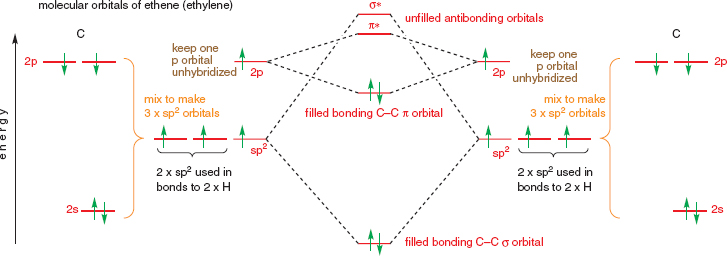 molecular orbitals of ethene (ethylene)
σ*
unfilled antibonding orbitals
π*
C
2p
keep one
p orbital
unhybridized
2p
mix to make
3 x sp² orbitals
filled bonding C–C π orbital
sp²
2 x sp² used in
bonds to 2 x H
2s
energy
filled bonding C–C σ orbital
C
2p
keep one
p orbital
unhybridized
2p
mix to make
3 x sp² orbitals
sp²
2 x sp² used in
bonds to 2 x H
2s